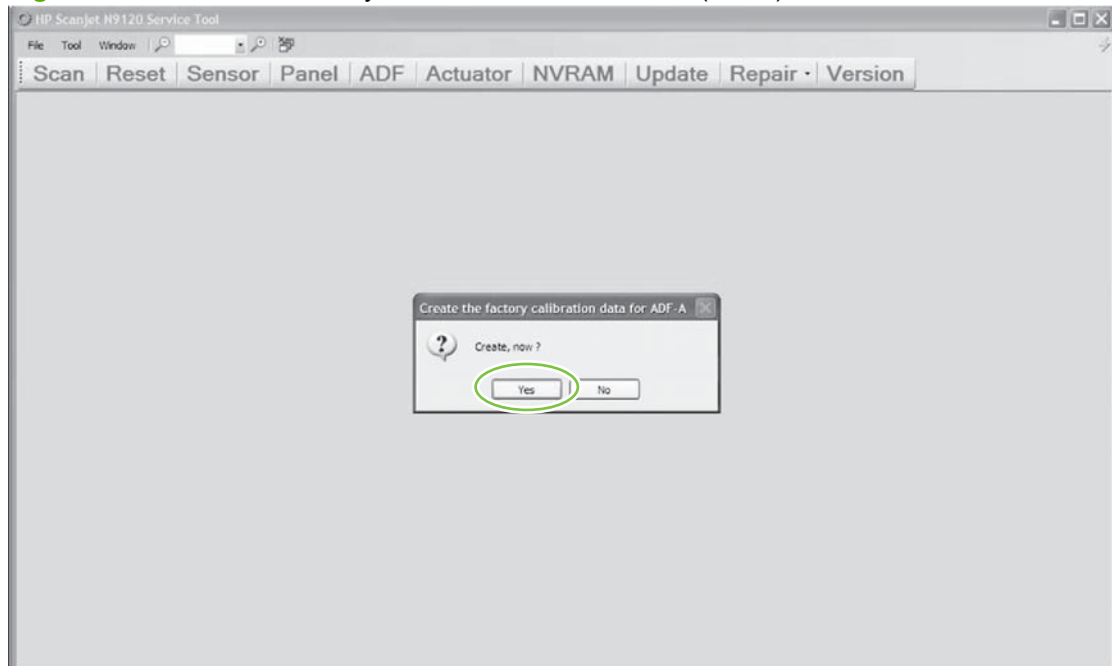 HP Scanjet N9120 Service Tool
File Tool Window
Scan Reset Sensor Panel ADF Actuator NVRAM Update Repair Version
Create the factory calibration data for ADF-A
Create, now ?
Yes No